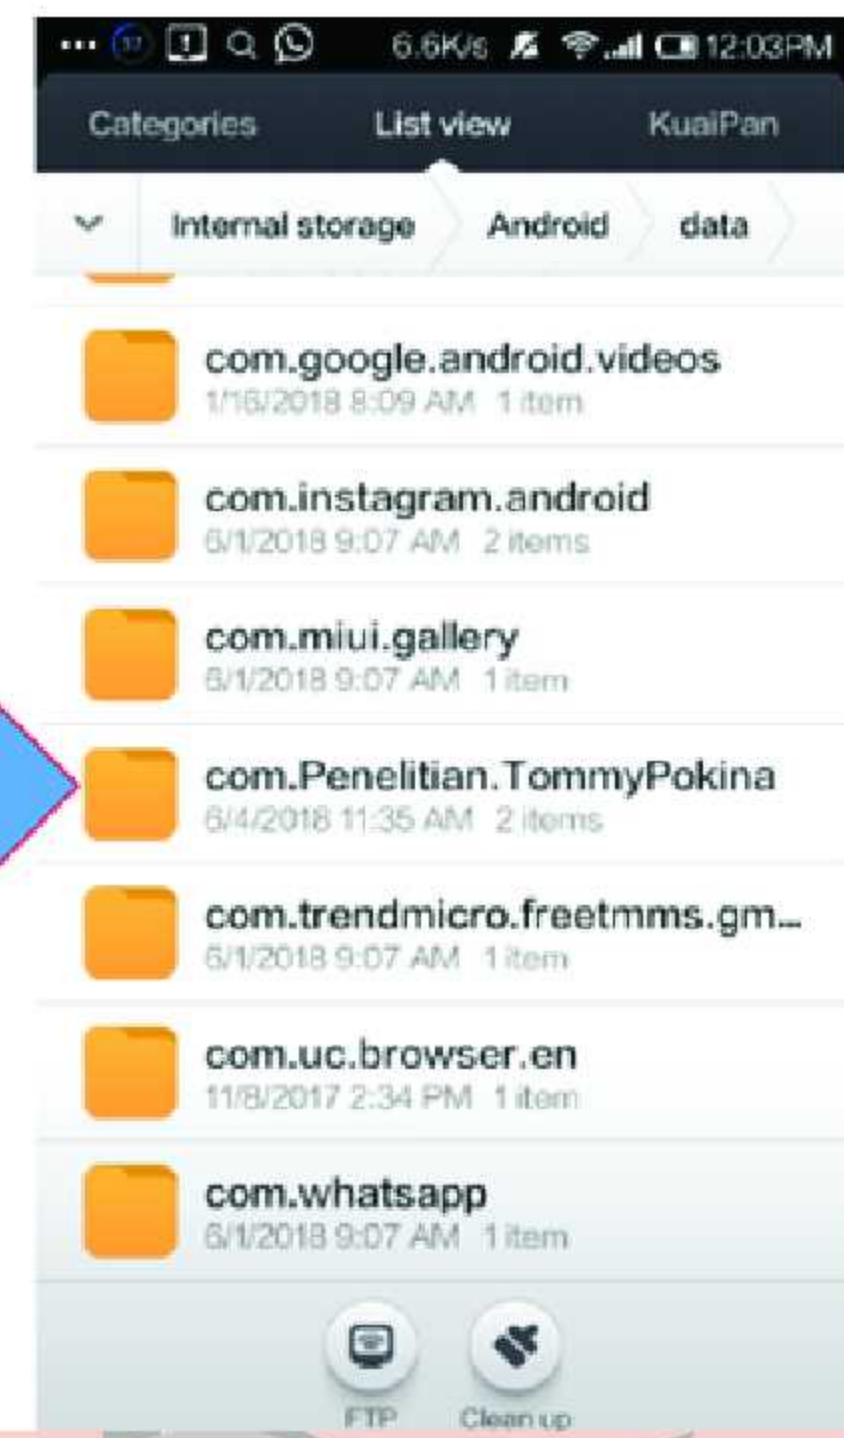 6.6K/s 12:03PM
Categories List view KuaiPan
Internal storage Android data
com.google.android.videos
1/16/2018 8:09 AM 1 item
com.instagram.android
6/1/2018 9:07 AM 2 items
com.miui.gallery
6/1/2018 9:07 AM 1 item
com.Penelitian.TommyPokina
6/4/2018 11:35 AM 2 items
com.trendmicro.freetmms.gm...
6/1/2018 9:07 AM 1 item
com.uc.browser.en
11/8/2017 2:34 PM 1 item
com.whatsapp
6/1/2018 9:07 AM 1 item
FTP Clean up